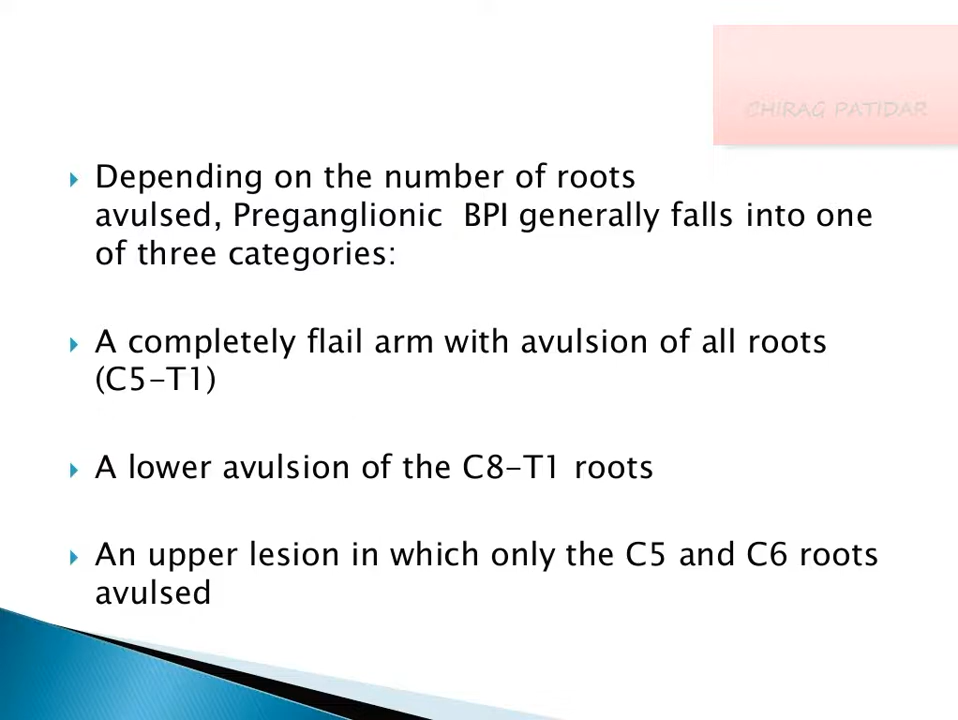 CHIRAG PATIDAR
Depending on the number of roots
avulsed, Preganglionic BPI generally falls into one
of three categories:
A completely flail arm with avulsion of all roots
(C5-T1)
A lower avulsion of the C8-T1 roots
An upper lesion in which only the C5 and C6 roots
avulsed